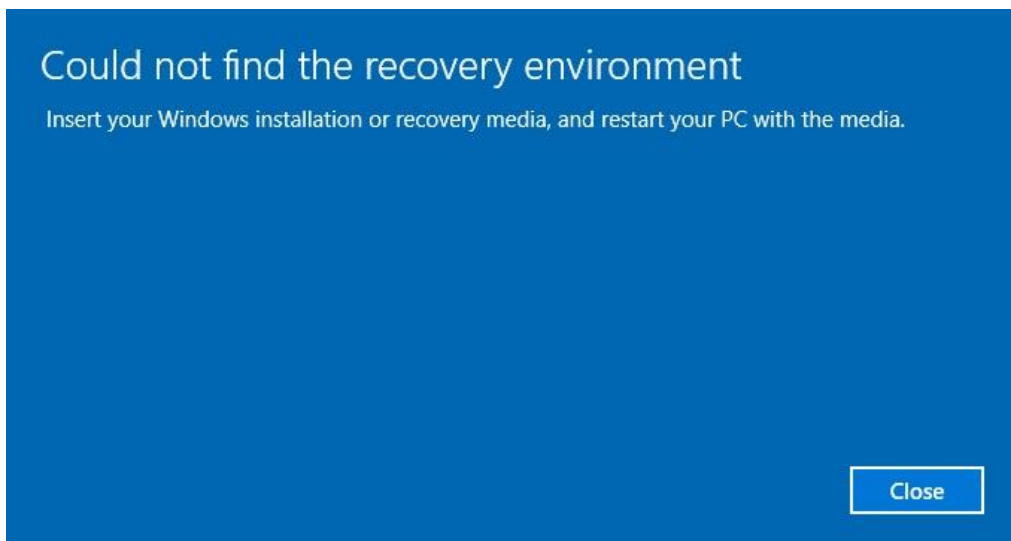 Could not find the recovery environment
Insert your Windows installation or recovery media, and restart your PC with the media.
Close